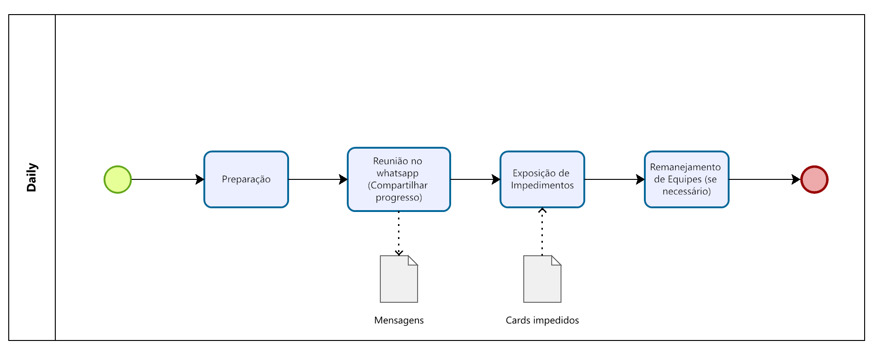 Daily
Preparação
Reunião no
whatsapp
(Compartilhar
progresso)
Exposição de
Impedimentos
Remanejamento
de Equipes (se
necessário)
Mensagens
Cards impedidos